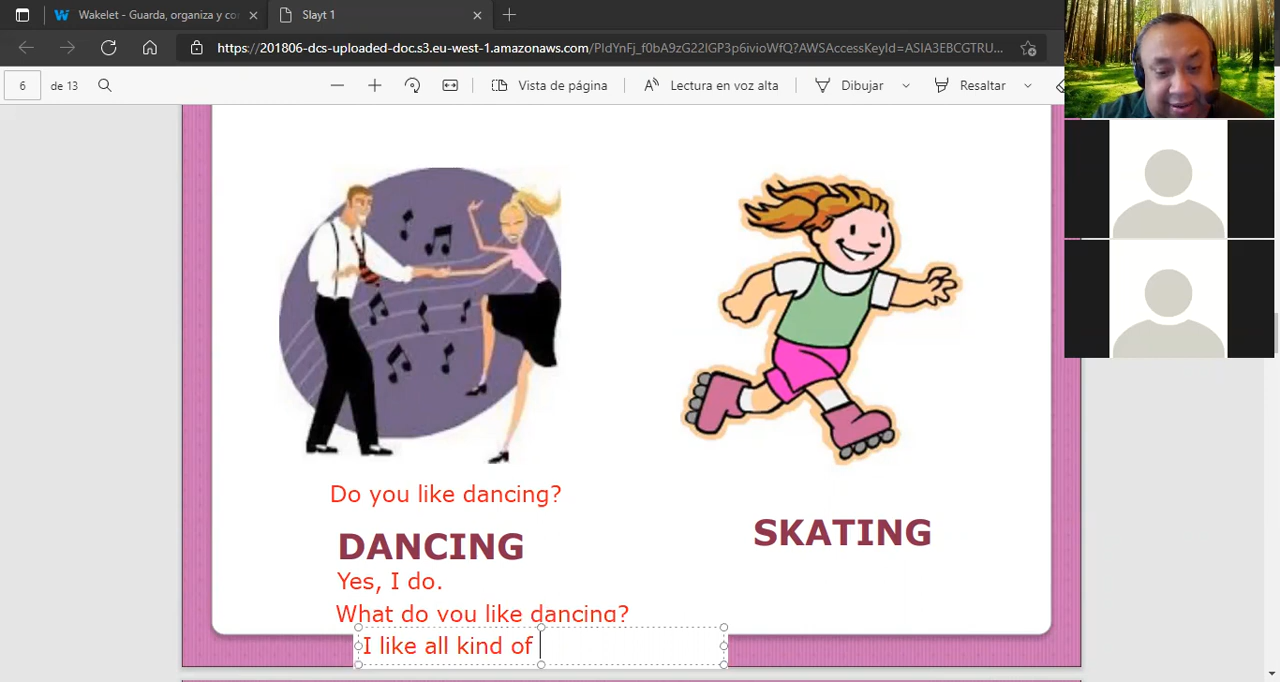 Wakelet - Guarda, organiza y co
Slayt 1
https://201806-dcs-uploaded-doc.s3.eu-west-1.amazonaws.com/PIdYnFj_f0bA9zG22IGP3p6ivioWfQ?AWSAccessKeyId=ASIA3EBCGTRU...
6 de 13
Vista de página
Lectura en voz alta
Dibujar
Resaltar
Do you like dancing?
DANCING
SKATING
Yes, I do.
What do you like dancing?
I like all kind of